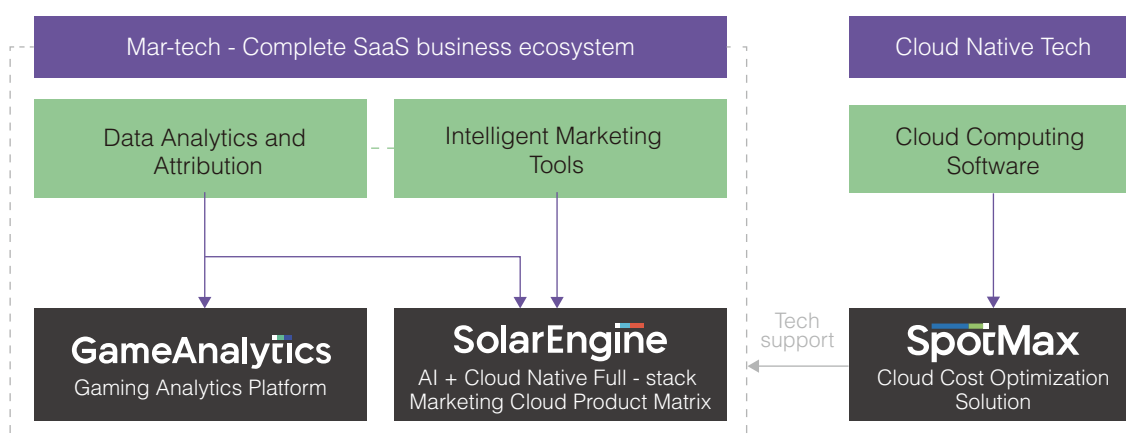 Mar-tech - Complete SaaS business ecosystem
Cloud Native Tech
Data Analytics and
Attribution
Intelligent Marketing
Tools
Cloud Computing
Software
GameAnalytics
Gaming Analytics Platform
SolarEngine
AI + Cloud Native Full - stack
Marketing Cloud Product Matrix
Tech
support
SpotMax
Cloud Cost Optimization
Solution